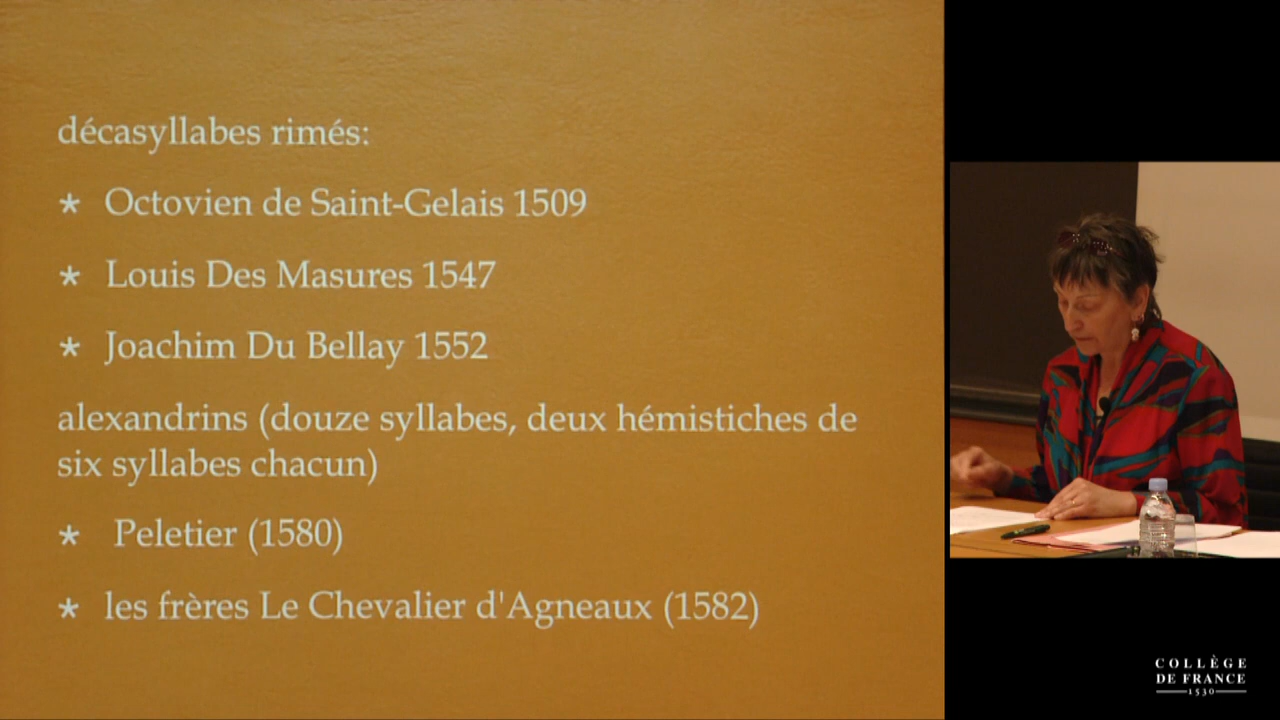 décasyllabes rimés:
* Octovien de Saint-Gelais 1509
* Louis Des Masures 1547
* Joachim Du Bellay 1552
alexandrins (douze syllabes, deux hémistiches de
six syllabes chacun)
* Peletier (1580)
* les frères Le Chevalier d'Agneaux (1582)
COLLÈGE
DE FRANCE
1530